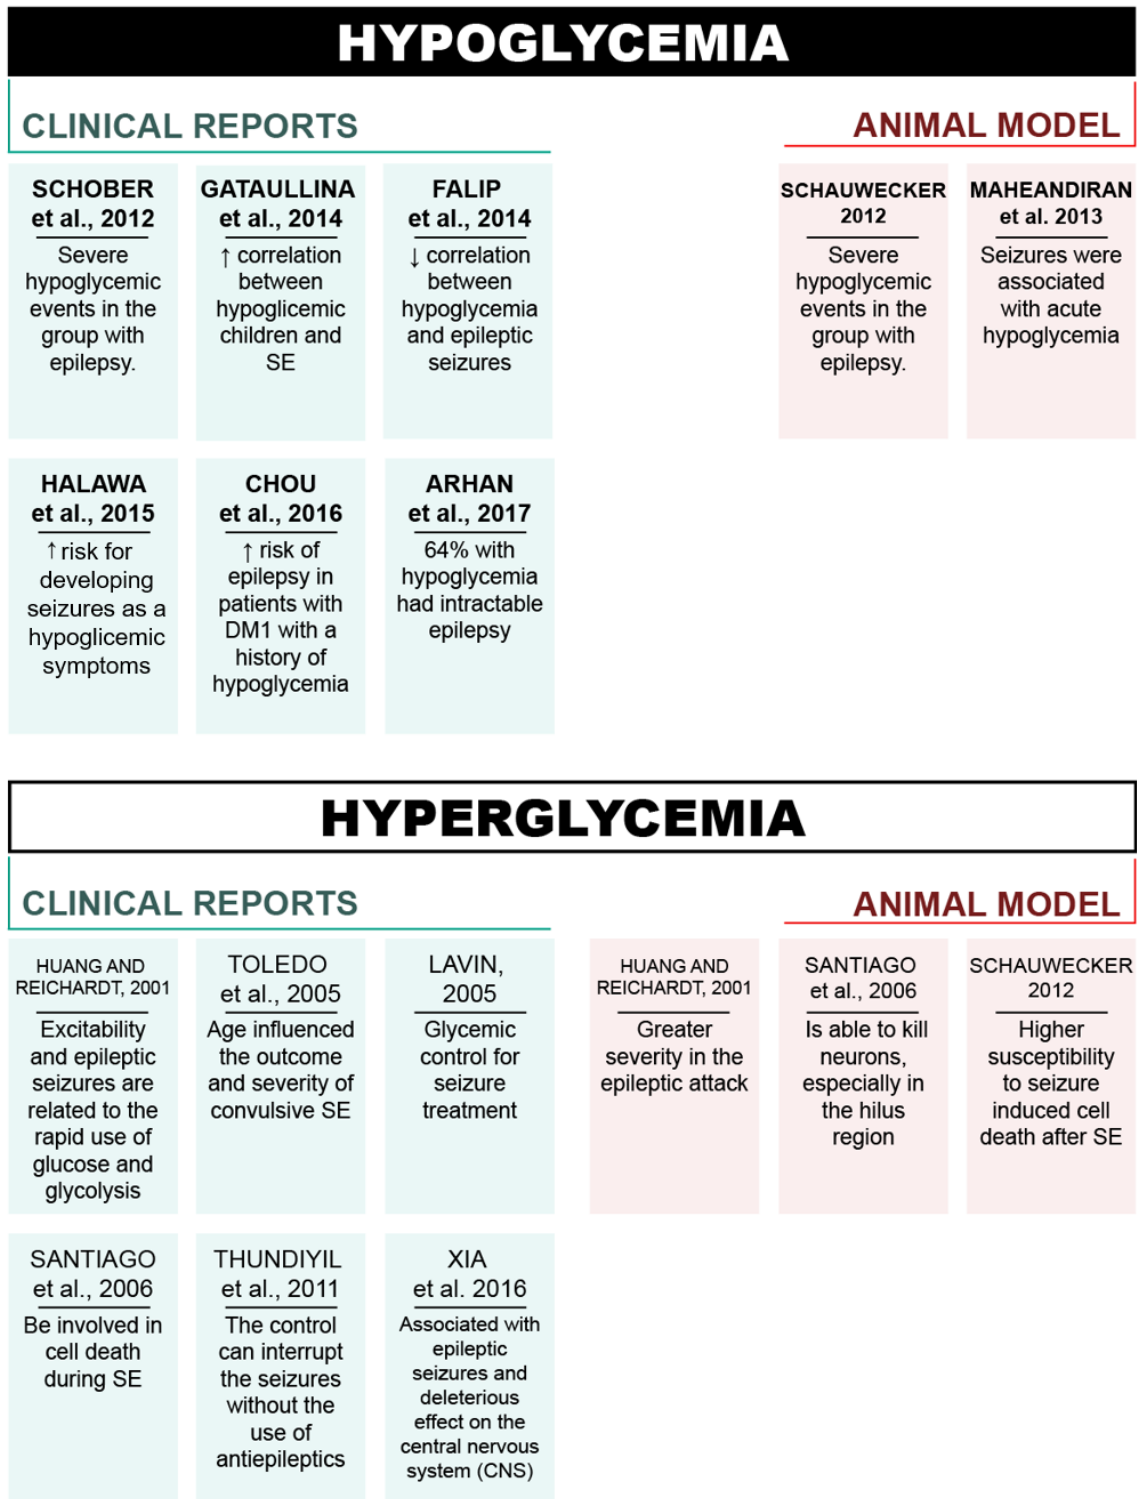 HYPOGLYCEMIA
CLINICAL REPORTS
SCHOBER
et al., 2012
Severe
hypoglycemic
events in the
group with
epilepsy.
GATAULLINA
et al., 2014
↑ correlation
between
hypoglicemic
children and
SE
FALIP
et al., 2014
↓ correlation
between
hypoglycemia
and epileptic
seizures
HALAWA
et al., 2015
↑ risk for
developing
seizures as a
hypoglicemic
symptoms
CHOU
et al., 2016
↑ risk of
epilepsy in
patients with
DM1 with a
history of
hypoglycemia
ARHAN
et al., 2017
64% with
hypoglycemia
had intractable
epilepsy
ANIMAL MODEL
SCHAUWECKER
2012
Severe
hypoglycemic
events in the
group with
epilepsy.
MAHEANDIRAN
et al. 2013
Seizures were
associated
with acute
hypoglycemia
HYPERGLYCEMIA
CLINICAL REPORTS
HUANG AND
REICHARDT, 2001
Excitability
and epileptic
seizures are
related to the
rapid use of
glucose and
glycolysis
TOLEDO
et al., 2005
Age influenced
the outcome
and severity of
convulsive SE
LAVIN,
2005
Glycemic
control for
seizure
treatment
SANTIAGO
et al., 2006
Be involved in
cell death
during SE
THUNDIYIL
et al., 2011
The control
can interrupt
the seizures
without the
use of
antiepileptics
XIA
et al. 2016
Associated with
epileptic
seizures and
deleterious
effect on the
central nervous
system (CNS)
ANIMAL MODEL
HUANG AND
REICHARDT, 2001
Greater
severity in the
epileptic attack
SANTIAGO
et al., 2006
Is able to kill
neurons,
especially in
the hilus
region
SCHAUWECKER
2012
Higher
susceptibility
to seizure
induced cell
death after SE